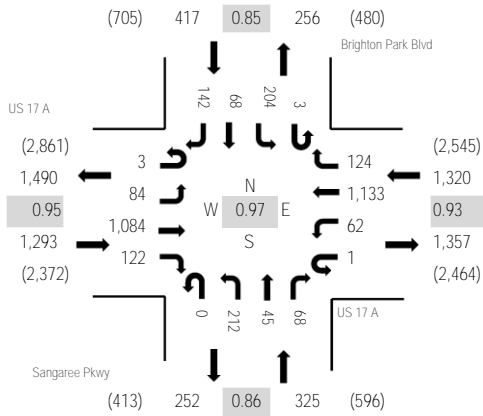 (705) 417 0.85 256 (480)
Brighton Park Blvd
142 68 204 3
US 17 A
(2,861) (2,545)
3 124
1,490 1,320
N
84 1,133
0.95 W 0.97 E 0.93
1,084 62
S
1,293 1,357
122 1
(2,372) (2,464)
0 212 45 68
US 17 A
Sangaree Pkwy
(413) 252 0.86 325 (596)